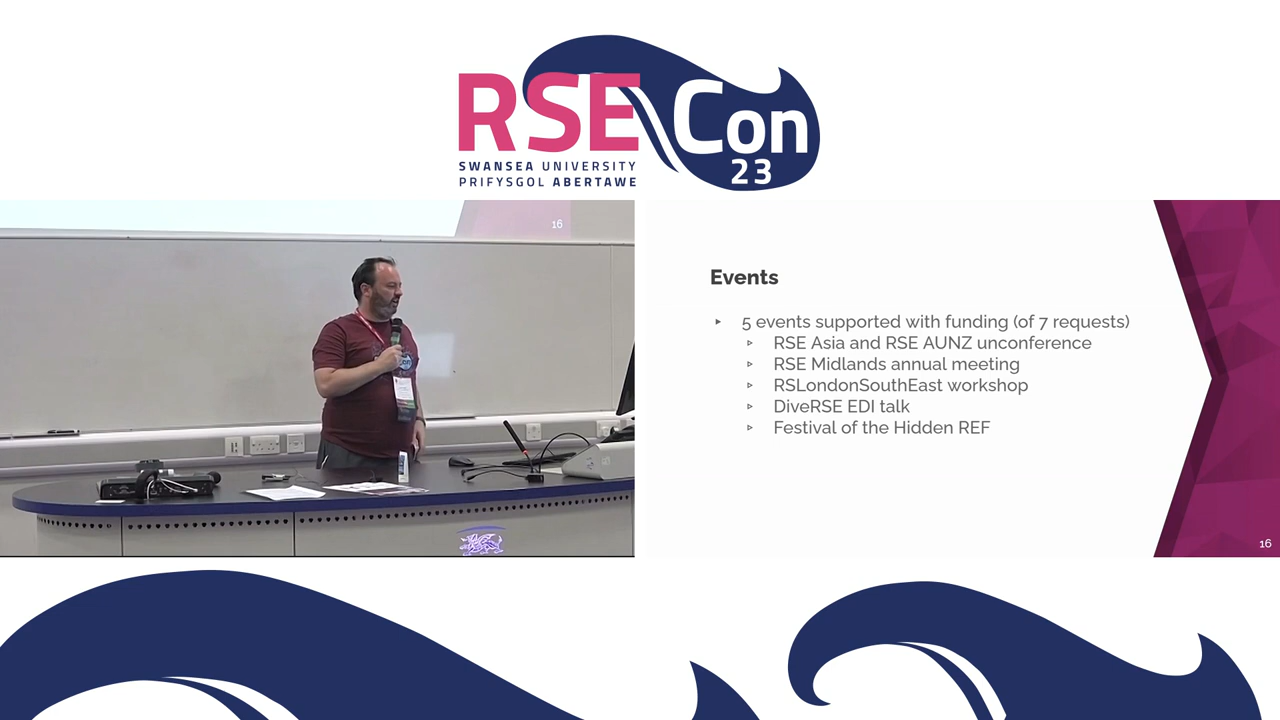 RSE Con
23
SWANSEA UNIVERSITY
PRIFYSGOL ABERTAWE
16
Events
5 events supported with funding (of 7 requests)
RSE Asia and RSE AUNZ unconference
RSE Midlands annual meeting
RSLondonSouthEast workshop
DiveRSE EDI talk
Festival of the Hidden REF
16